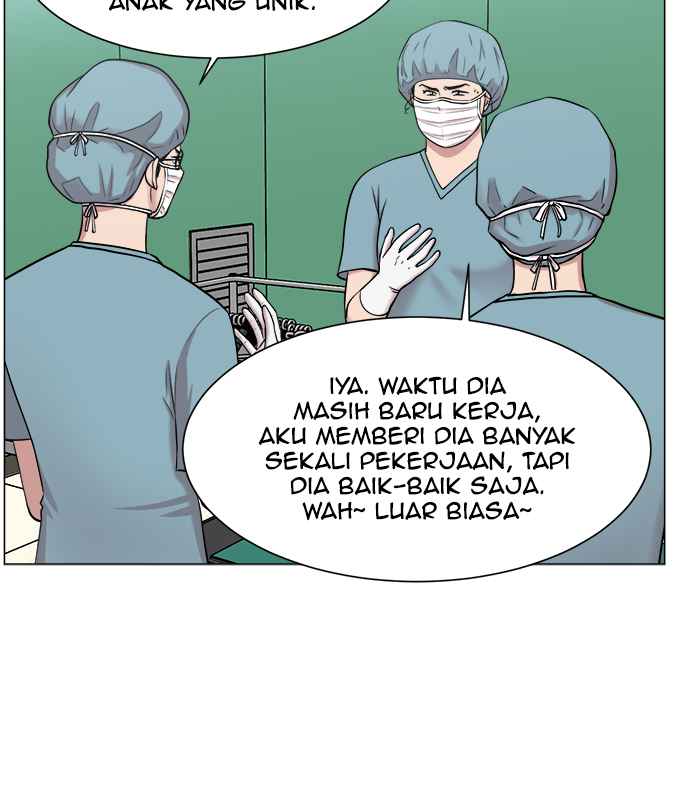 ANAK YANG UNIK.
IYA. WAKTU DIA
MASIH BARU KERJA,
AKU MEMBERI DIA BANYAK
SEKALI PEKERJAAN, TAPI
DIA BAIK-BAIK SAJA.
WAH~ LUAR BIASA~